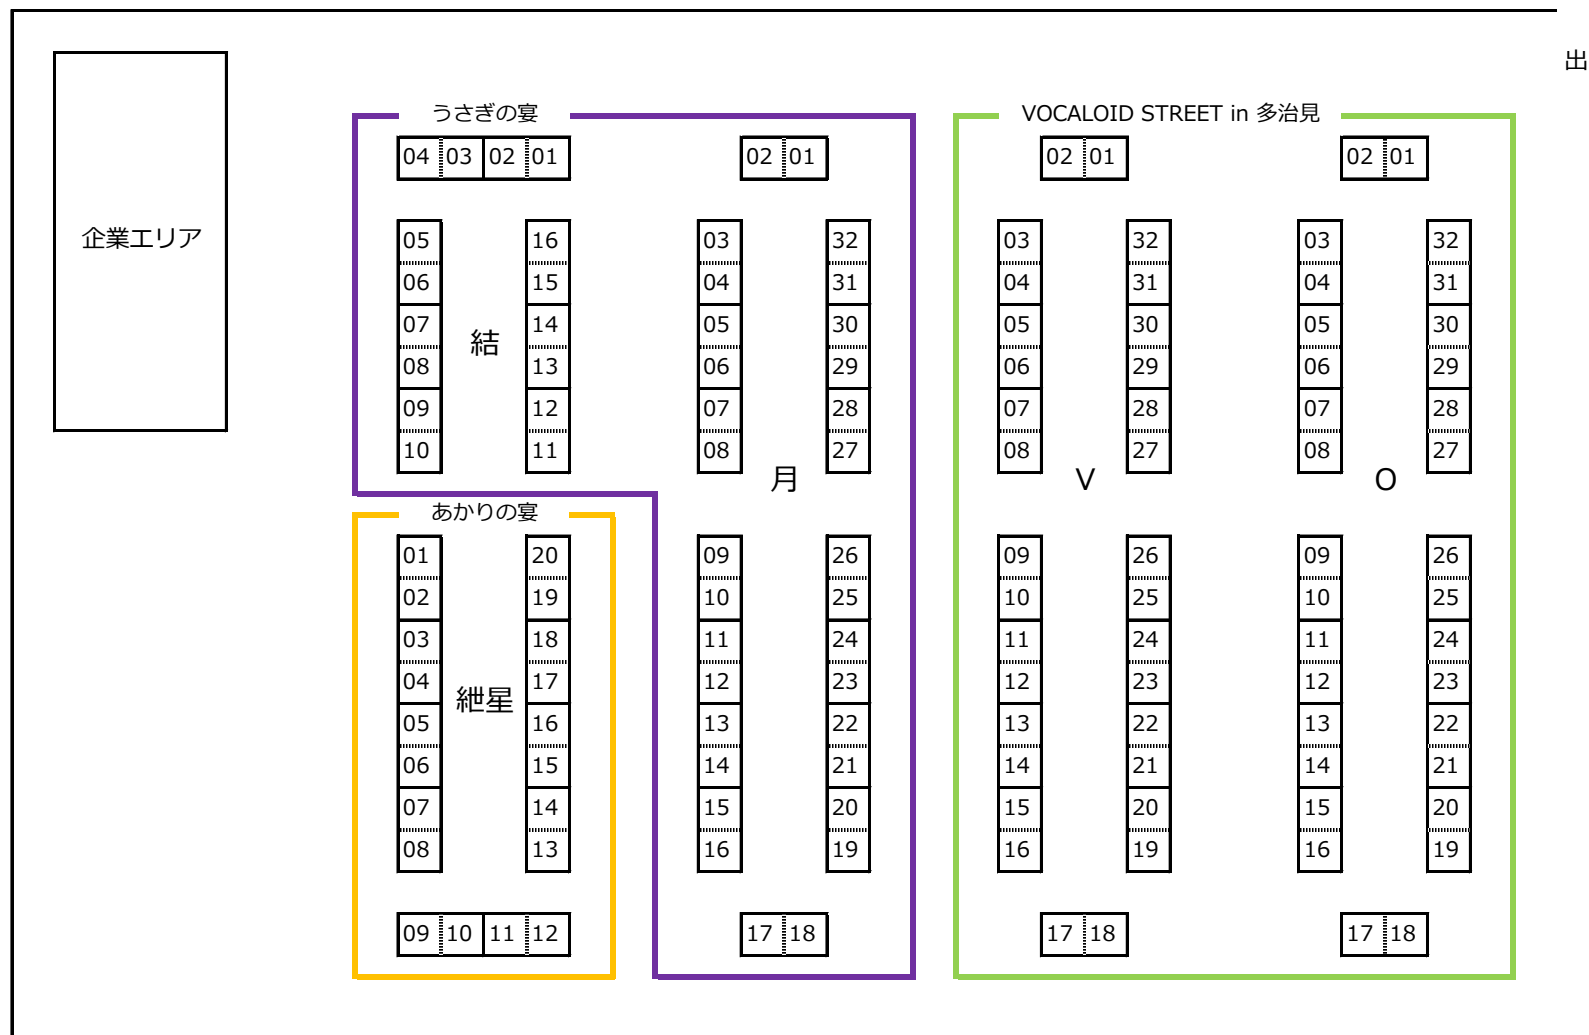 出
うさぎの宴 VOCALOID STREET in 多治見
04 03 02 01 02 01 02 01 02 01
企業エリア
05 16 03 32 03 32 03 32
06 15 04 31 04 31 04 31
07 14 05 30 05 30 05 30
結
08 13 06 29 06 29 06 29
09 12 07 28 07 28 07 28
10 11 08 27 08 27 08 27
月 V O
あかりの宴
01 20 09 26 09 26 09 26
02 19 10 25 10 25 10 25
03 18 11 24 11 24 11 24
04 17 12 23 12 23 12 23
紲星
05 16 13 22 13 22 13 22
06 15 14 21 14 21 14 21
07 14 15 20 15 20 15 20
08 13 16 19 16 19 16 19
09 10 11 12 17 18 17 18 17 18